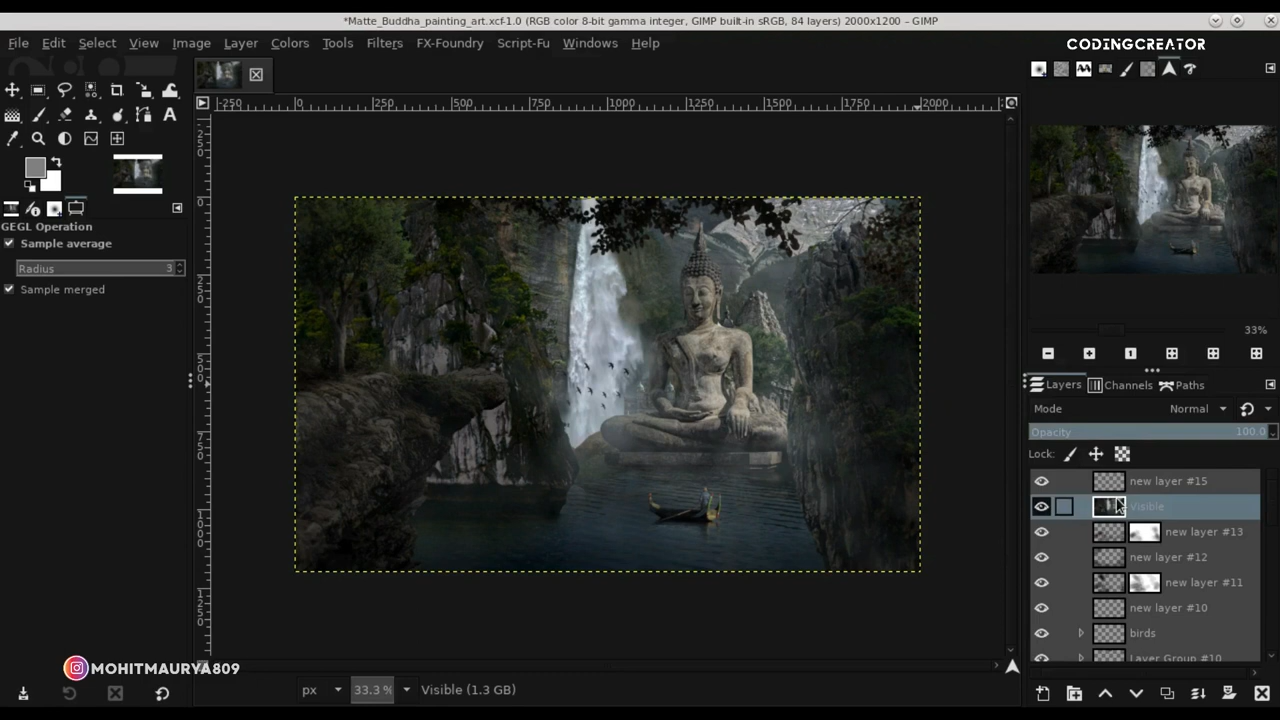 *Matte_Buddha_painting_art.xcf-1.0 (RGB color 8-bit gamma integer, GIMP built-in sRGB, 84 layers) 2000x1200 – GIMP
File Edit Select View Image Layer Colors Tools Filters FX-Foundry Script-Fu Windows Help
CODINGCREATOR
-250 0 250 500 750 1000 1250 1500 1750 2000
GEGL Operation
Sample average
Radius 3
Sample merged
33%
Layers Channels Paths
Mode Normal
Opacity 100.0
Lock:
new layer #15
Visible
new layer #13
new layer #12
new layer #11
new layer #10
birds
Layer Group #10
MOHITMAURYA809
px 33.3 % Visible (1.3 GB)